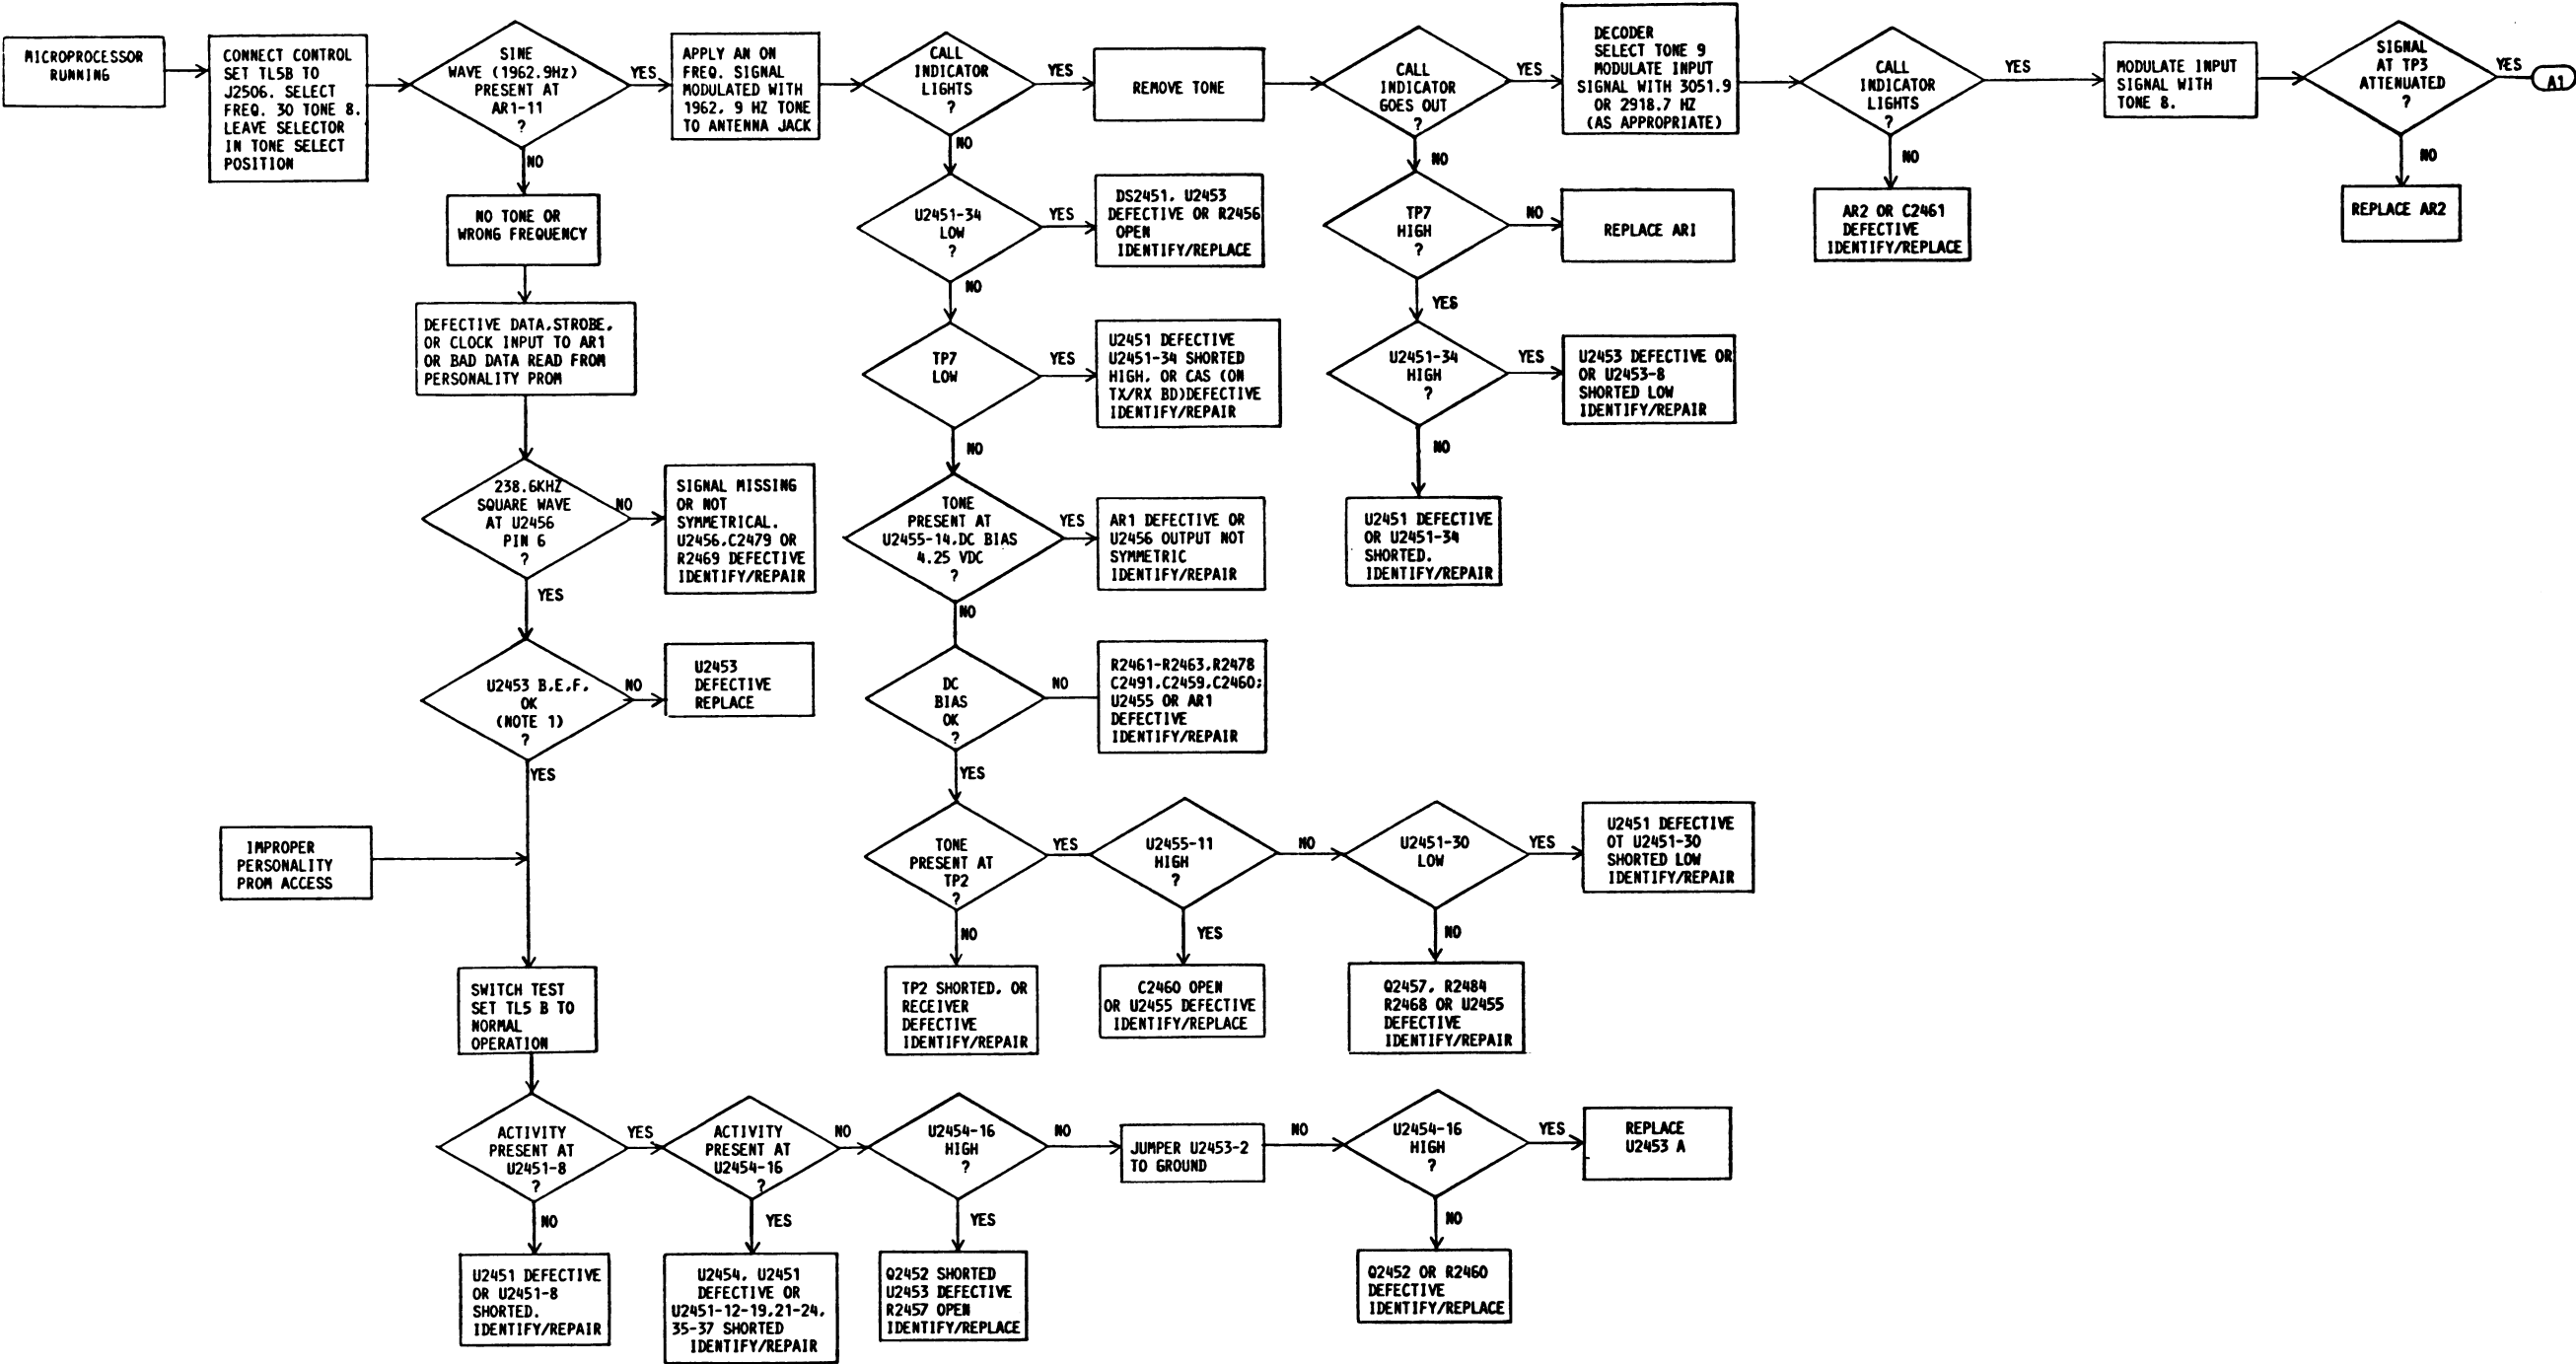 MICROPROCESSOR
RUNNING
CONNECT CONTROL
SET TL5B TO
J2506. SELECT
FREQ. 30 TONE 8.
LEAVE SELECTOR
IN TONE SELECT
POSITION
SINE
WAVE (1962.9Hz)
PRESENT AT
AR1-11
?
YES
NO
APPLY AN ON
FREQ. SIGNAL
MODULATED WITH
1962. 9 HZ TONE
TO ANTENNA JACK
CALL
INDICATOR
LIGHTS
?
YES
NO
REMOVE TONE
CALL
INDICATOR
GOES OUT
?
YES
NO
DECODER
SELECT TONE 9
MODULATE INPUT
SIGNAL WITH 3051.9
OR 2918.7 HZ
(AS APPROPRIATE)
CALL
INDICATOR
LIGHTS
?
YES
NO
MODULATE INPUT
SIGNAL WITH
TONE 8.
SIGNAL
AT TP3
ATTENUATED
?
YES
A1
NO
NO TONE OR
WRONG FREQUENCY
U2451-34
LOW
?
YES
NO
DS2451. U2453
DEFECTIVE OR R2456
OPEN
IDENTIFY/REPLACE
TP7
HIGH
?
NO
YES
REPLACE AR1
AR2 OR C2461
DEFECTIVE
IDENTIFY/REPLACE
REPLACE AR2
DEFECTIVE DATA.STROBE.
OR CLOCK INPUT TO AR1
OR BAD DATA READ FROM
PERSONALITY PROM
TP7
LOW
YES
NO
U2451 DEFECTIVE
U2451-34 SHORTED
HIGH. OR CAS (ON
TX/RX BD)DEFECTIVE
IDENTIFY/REPAIR
U2451-34
HIGH
?
YES
NO
U2453 DEFECTIVE OR
OR U2453-8
SHORTED LOW
IDENTIFY/REPAIR
238.6KHZ
SQUARE WAVE
AT U2456
PIN 6
?
NO
YES
SIGNAL MISSING
OR NOT
SYMMETRICAL.
U2456.C2479 OR
R2469 DEFECTIVE
IDENTIFY/REPAIR
TONE
PRESENT AT
U2455-14.DC BIAS
4.25 VDC
?
YES
NO
AR1 DEFECTIVE OR
U2456 OUTPUT NOT
SYMMETRIC
IDENTIFY/REPAIR
U2451 DEFECTIVE
OR U2451-34
SHORTED.
IDENTIFY/REPAIR
U2453 B.E.F.
OK
(NOTE 1)
?
NO
YES
U2453
DEFECTIVE
REPLACE
DC
BIAS
OK
?
NO
YES
R2461-R2463.R2478
C2491.C2459.C2460;
U2455 OR AR1
DEFECTIVE
IDENTIFY/REPAIR
IMPROPER
PERSONALITY
PROM ACCESS
TONE
PRESENT AT
TP2
?
YES
NO
U2455-11
HIGH
?
NO
YES
U2451-30
LOW
YES
NO
U2451 DEFECTIVE
OT U2451-30
SHORTED LOW
IDENTIFY/REPAIR
SWITCH TEST
SET TL5 B TO
NORMAL
OPERATION
TP2 SHORTED. OR
RECEIVER
DEFECTIVE
IDENTIFY/REPAIR
C2460 OPEN
OR U2455 DEFECTIVE
IDENTIFY/REPLACE
Q2457. R2484
R2468 OR U2455
DEFECTIVE
IDENTIFY/REPAIR
ACTIVITY
PRESENT AT
U2451-8
?
YES
NO
ACTIVITY
PRESENT AT
U2454-16
?
NO
YES
U2454-16
HIGH
?
NO
YES
JUMPER U2453-2
TO GROUND
NO
U2454-16
HIGH
?
YES
NO
REPLACE
U2453 A
U2451 DEFECTIVE
OR U2451-8
SHORTED.
IDENTIFY/REPAIR
U2454. U2451
DEFECTIVE OR
U2451-12-19.21-24.
35-37 SHORTED
IDENTIFY/REPAIR
Q2452 SHORTED
U2453 DEFECTIVE
R2457 OPEN
IDENTIFY/REPLACE
Q2452 OR R2460
DEFECTIVE
IDENTIFY/REPLACE